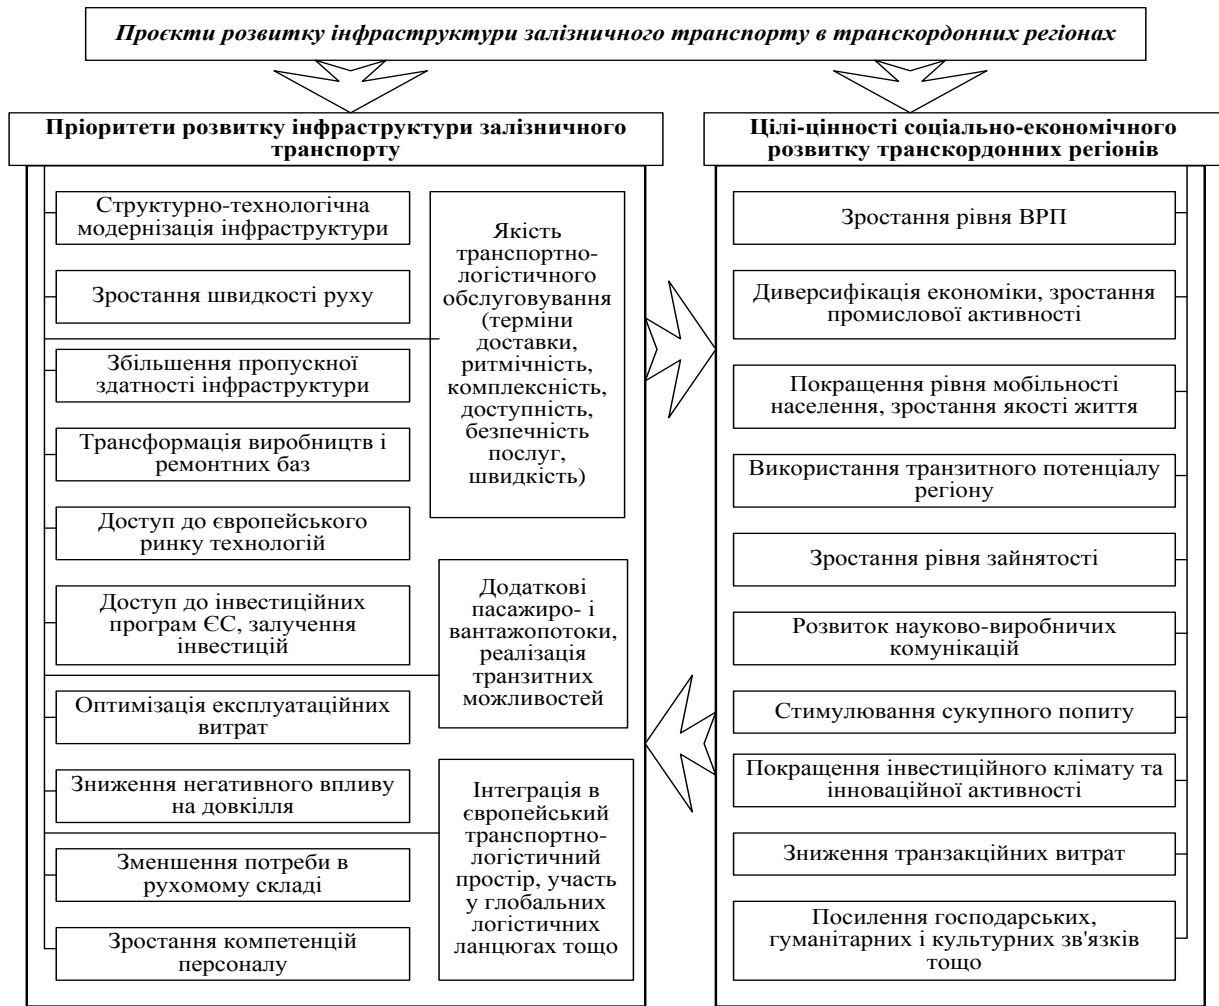 Проєкти розвитку інфраструктури залізничного транспорту в транскордонних регіонах
Пріоритети розвитку інфраструктури залізничного
транспорту
Структурно-технологічна
модернізація інфраструктури
Зростання швидкості руху
Збільшення пропускної
здатності інфраструктури
Трансформація виробництв і
ремонтних баз
Доступ до європейського
ринку технологій
Доступ до інвестиційних
програм ЄС, залучення
інвестицій
Оптимізація експлуатаційних
витрат
Зниження негативного впливу
на довкілля
Зменшення потреби в
рухомому складі
Зростання компетенцій
персоналу
Якість
транспортно-
логістичного
обслуговування
(терміни
доставки,
ритмічність,
комплексність,
доступність,
безпечність
послуг,
швидкість)
Додаткові
пасажиро- і
вантажопотоки,
реалізація
транзитних
можливостей
Інтеграція в
європейський
транспортно-
логістичний
простір, участь
у глобальних
логістичних
ланцюгах тощо
Цілі-цінності соціально-економічного
розвитку транскордонних регіонів
Зростання рівня ВРП
Диверсифікація економіки, зростання
промислової активності
Покращення рівня мобільності
населення, зростання якості життя
Використання транзитного потенціалу
регіону
Зростання рівня зайнятості
Розвиток науково-виробничих
комунікацій
Стимулювання сукупного попиту
Покращення інвестиційного клімату та
інноваційної активності
Зниження транзакційних витрат
Посилення господарських,
гуманітарних і культурних зв'язків
тощо